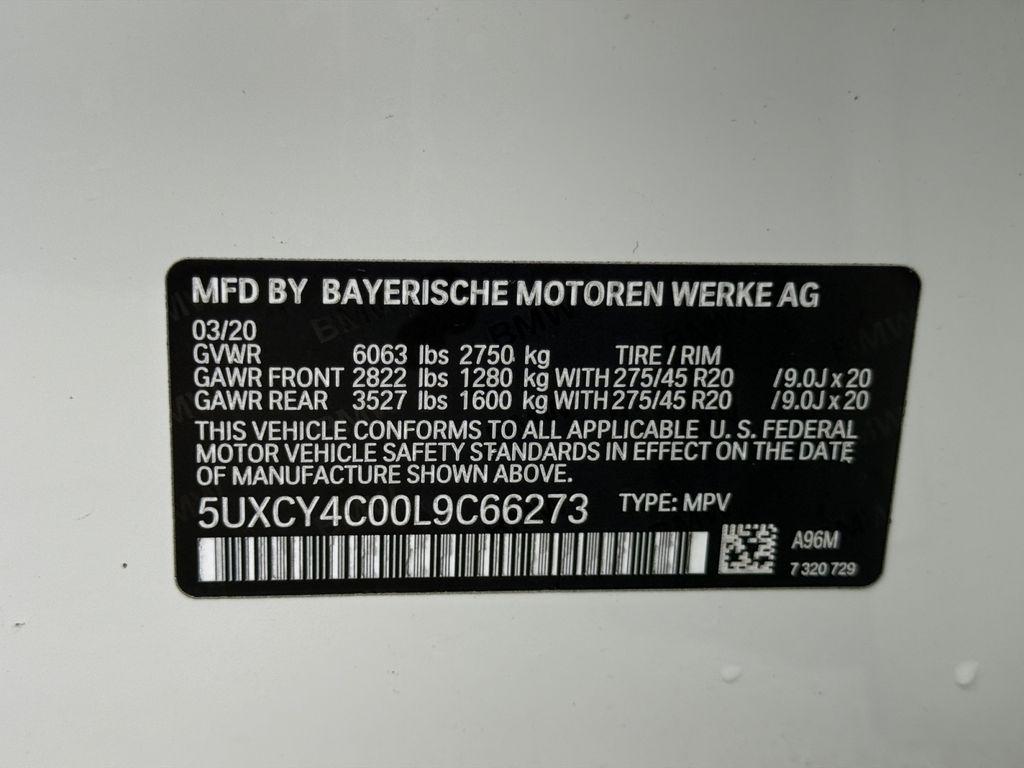 MFD BY BAYERISCHE MOTOREN WERKE AG
03/20
GVWR 6063 lbs 2750 kg TIRE / RIM
GAWR FRONT 2822 lbs 1280 kg WITH 275/45 R20 /9.0J x 20
GAWR REAR 3527 lbs 1600 kg WITH 275/45 R20 /9.0J x 20
THIS VEHICLE CONFORMS TO ALL APPLICABLE U. S. FEDERAL
MOTOR VEHICLE SAFETY STANDARDS IN EFFECT ON THE DATE
OF MANUFACTURE SHOWN ABOVE.
5UXCY4C00L9C66273 TYPE: MPV
A96M
7 320 729